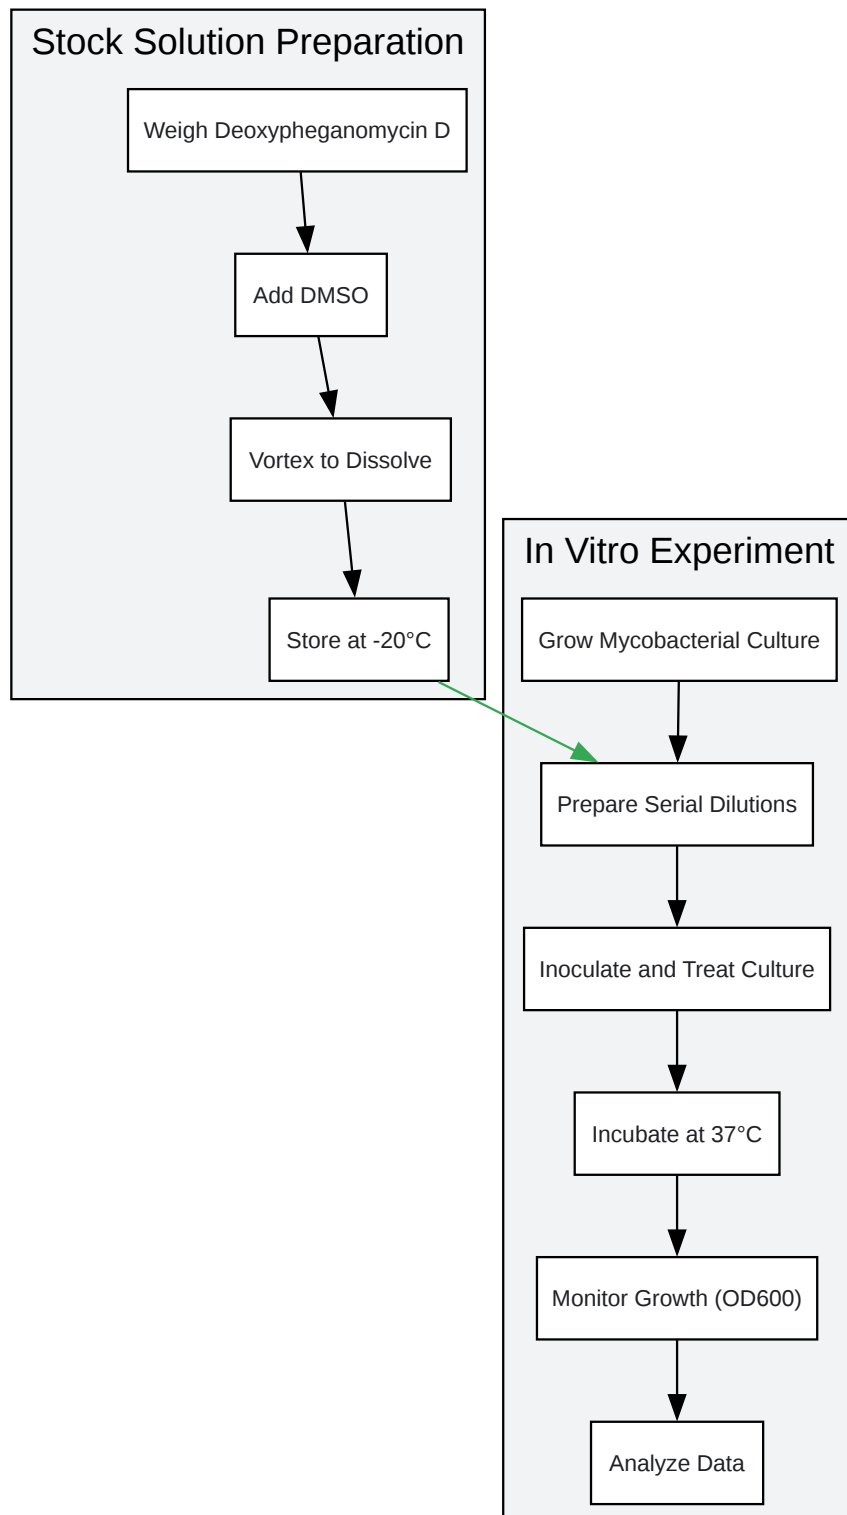 Stock Solution Preparation
Weigh Deoxypheganomycin D
Add DMSO
Vortex to Dissolve
Store at -20°C
In Vitro Experiment
Grow Mycobacterial Culture
Prepare Serial Dilutions
Inoculate and Treat Culture
Incubate at 37°C
Monitor Growth (OD600)
Analyze Data